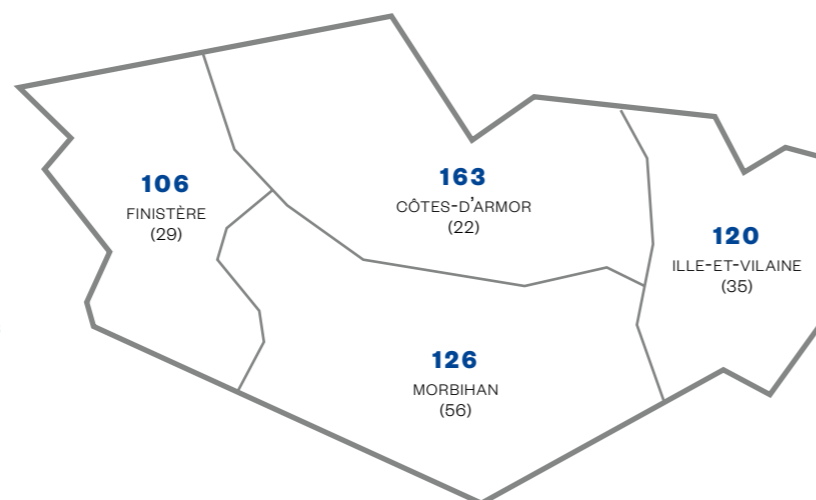 106
FINISTÈRE
(29)
163
CÔTES-D'ARMOR
(22)
120
ILLE-ET-VILAINE
(35)
126
MORBIHAN
(56)